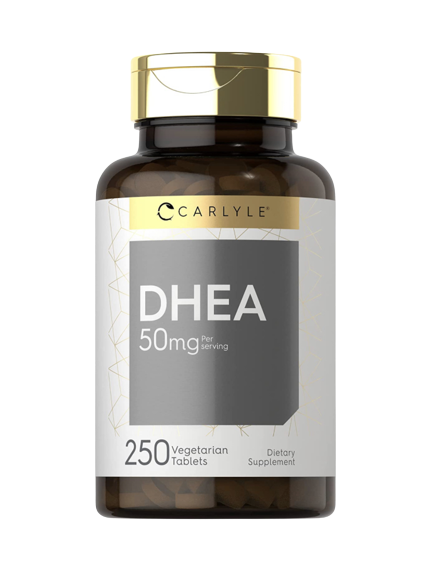 CARLYLE®
DHEA
50mg Per serving
250 Vegetarian Tablets
Dietary Supplement